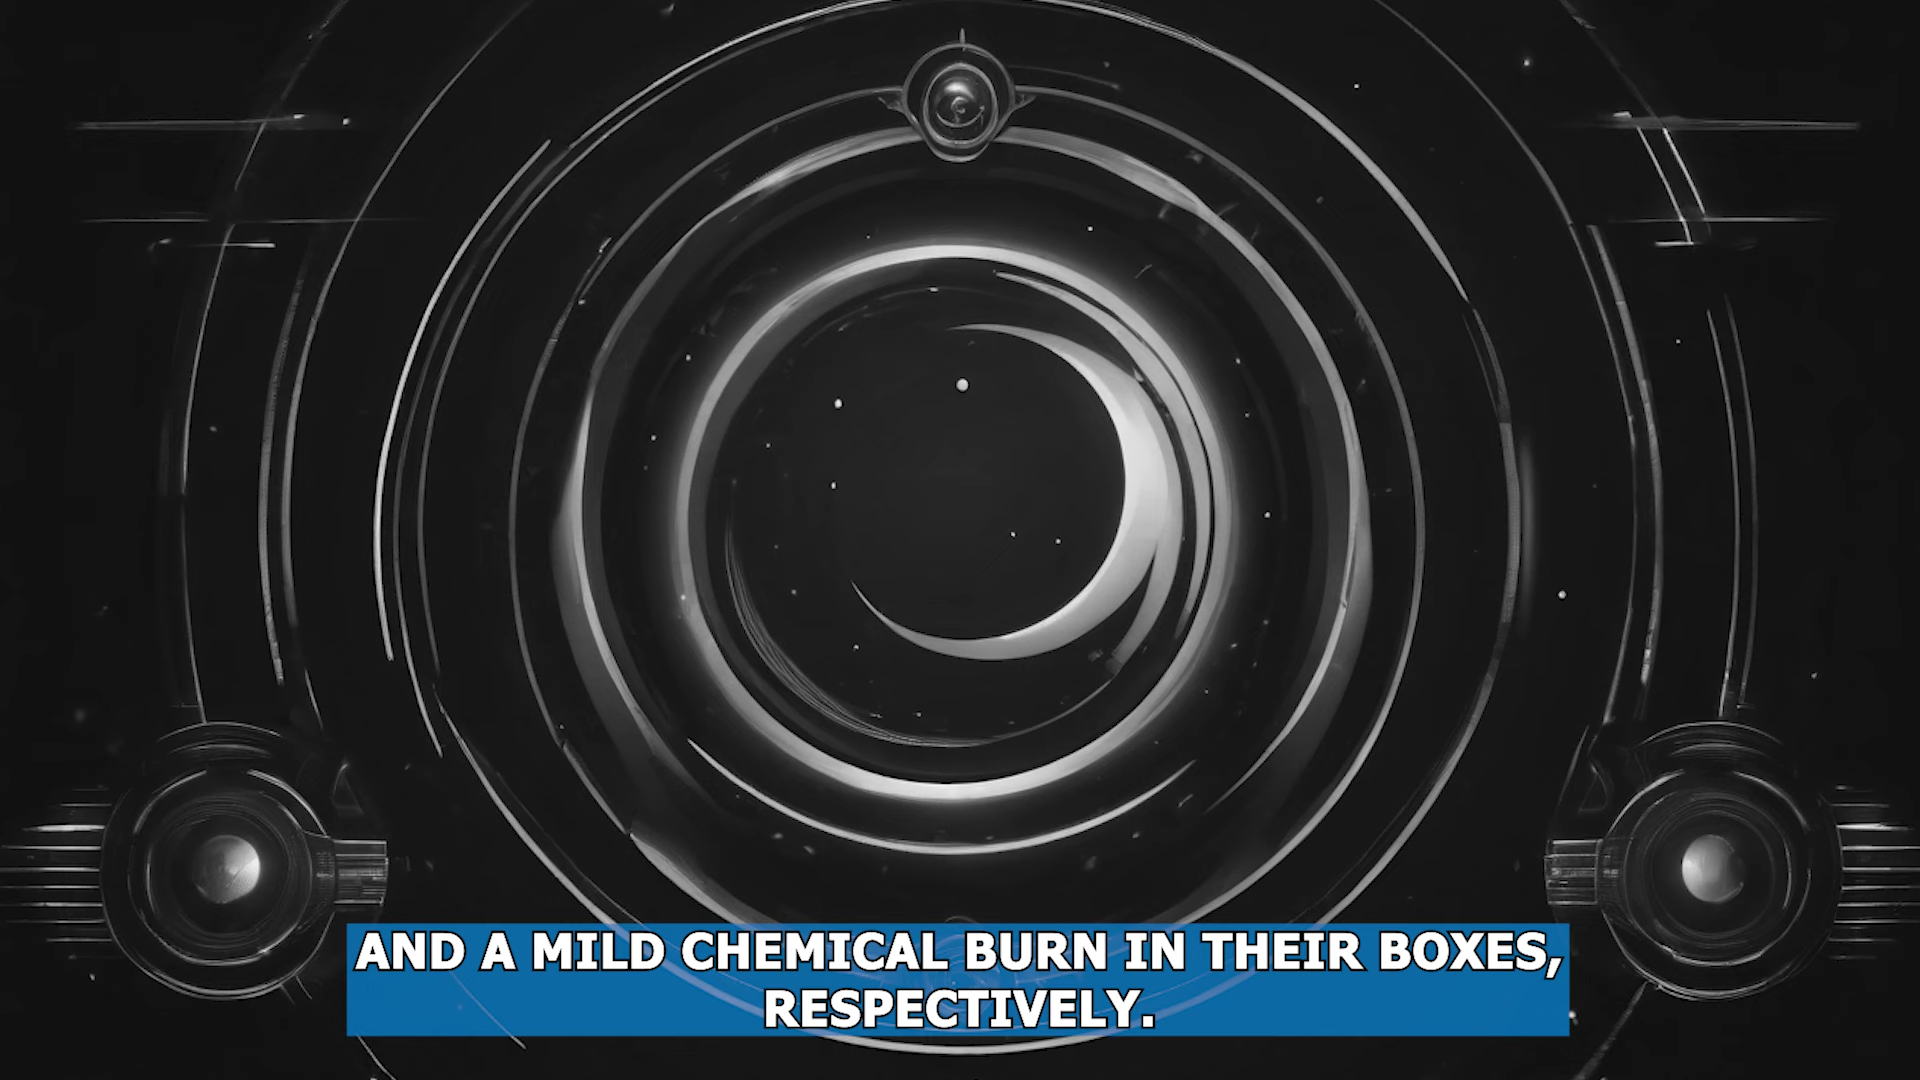 AND A MILD CHEMICAL BURN IN THEIR BOXES,
RESPECTIVELY.